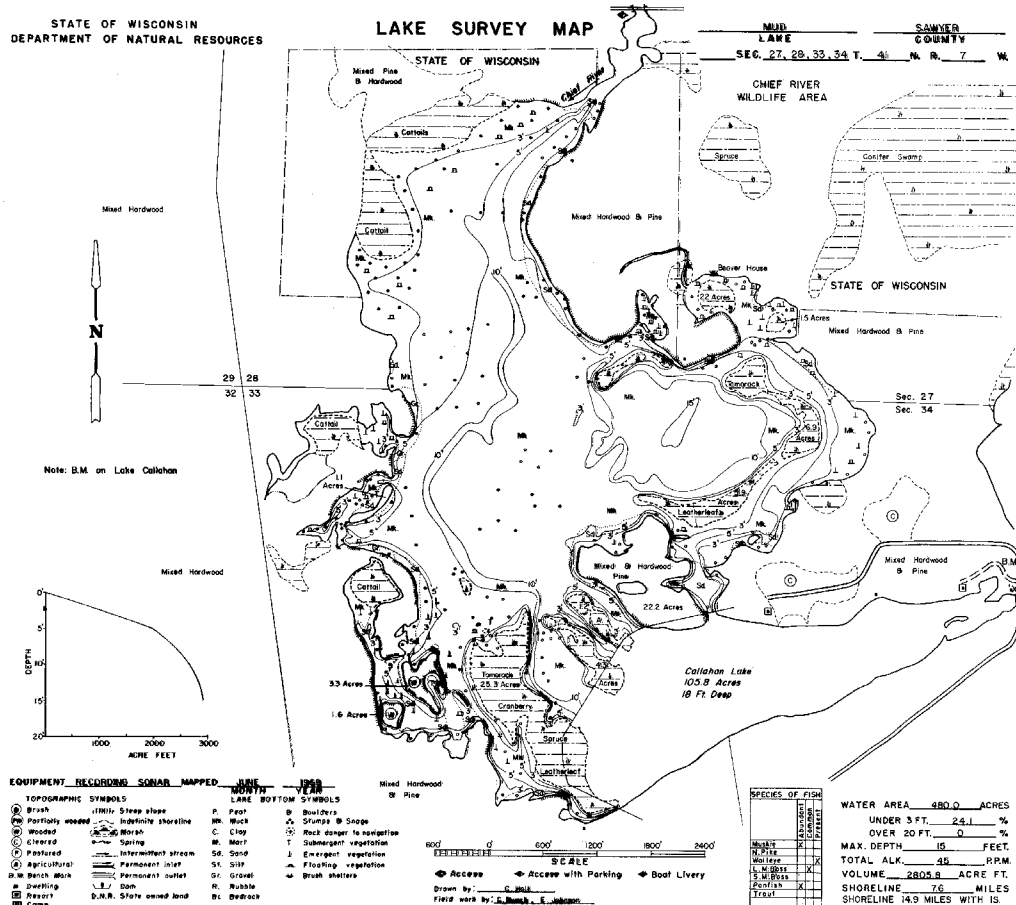 STATE OF WISCONSIN
DEPARTMENT OF NATURAL RESOURCES
LAKE SURVEY MAP
MUD
LAKE
SAWYER
COUNTY
SEC. 27, 28, 33, 34 T. 41 N. R. 7 W.
STATE OF WISCONSIN
Mixed Pine
& Hardwood
Chief River
CHIEF RIVER
WILDLIFE AREA
Cattails
Spruce
Conifer Swamp
Mixed Hardwood
Cattail
Mixed Hardwood & Pine
Beaver House
22 Acres
STATE OF WISCONSIN
1.5 Acres
Mixed Hardwood & Pine
N
29 28
32 33
Tamarack
Sec. 27
Sec. 34
6.9
Acres
Cattail
Note: B.M. on Lake Callahan
1.1
Acres
Acres
Leatherleaf
Mixed Hardwood
Mixed Hardwood &
Pine
22.2 Acres
Mixed Hardwood
& Pine
B.M.
Cattail
Tamarack
25.3 Acres
Cranberry
Acres
Callahan Lake
105.8 Acres
18 Ft. Deep
3.3 Acres
1.6 Acres
Spruce
Leatherleaf
0
5'
10'
15'
20
DEPTH
1000 2000 3000
ACRE FEET
Mixed Hardwood
& Pine
EQUIPMENT RECORDING SONAR MAPPED JUNE 1968
MONTH YEAR
TOPOGRAPHIC SYMBOLS
Brush
Partially wooded
Wooded
Cleared
Pastured
Agricultural
B.M. Bench Mark
Dwelling
Resort
Camp
Steep slope
Indefinite shoreline
Marsh
Spring
Intermittent stream
Permanent inlet
Permanent outlet
Dam
D.N.R. State owned land
LAKE BOTTOM SYMBOLS
P. Peat
Mk. Muck
C. Clay
M. Marl
Sd. Sand
St. Silt
Gr. Gravel
R. Rubble
Br. Bedrock
B Boulders
Stumps & Snags
Rock danger to navigation
T Submergent vegetation
Emergent vegetation
Floating vegetation
Brush shelters
600' 0 600' 1200' 1800' 2400'
SCALE
Access
Access with Parking
Boat Livery
Drawn by: C. Holt
Field work by: C. Busch, E. Johnson
SPECIES OF FISH
Abundant
Common
Present
Muskie X
N. Pike
Walleye X
L.M. Bass X
S.M. Bass
Panfish X
Trout
WATER AREA 480.0 ACRES
UNDER 3 FT. 24.1 %
OVER 20 FT. 0 %
MAX. DEPTH 15 FEET.
TOTAL ALK. 45 P.P.M.
VOLUME 2805.8 ACRE FT.
SHORELINE 7.6 MILES
SHORELINE 14.9 MILES WITH IS.